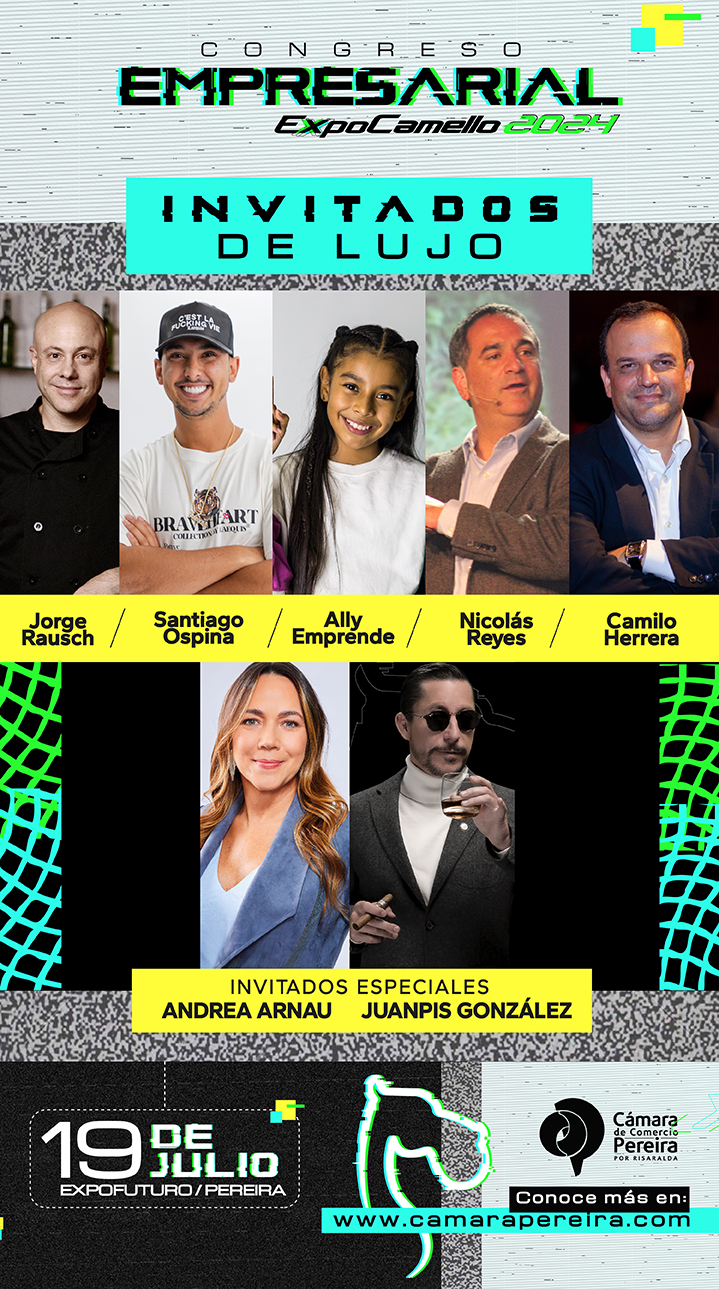 CONGRESO
EMPRESARIAL
ExpoCamello 2024
INVITADOS
DE LUJO
C'EST LA
FUCKING VIE
BRAVEHEART
Jorge
Rausch
Santiago
Ospina
Ally
Emprende
Nicolás
Reyes
Camilo
Herrera
INVITADOS ESPECIALES
ANDREA ARNAU JUANPIS GONZÁLEZ
19 DE
JULIO
EXPOFUTURO/PEREIRA
Cámara
de Comercio
Pereira
POR RISARALDA
Conoce más en:
www.camarapereira.com